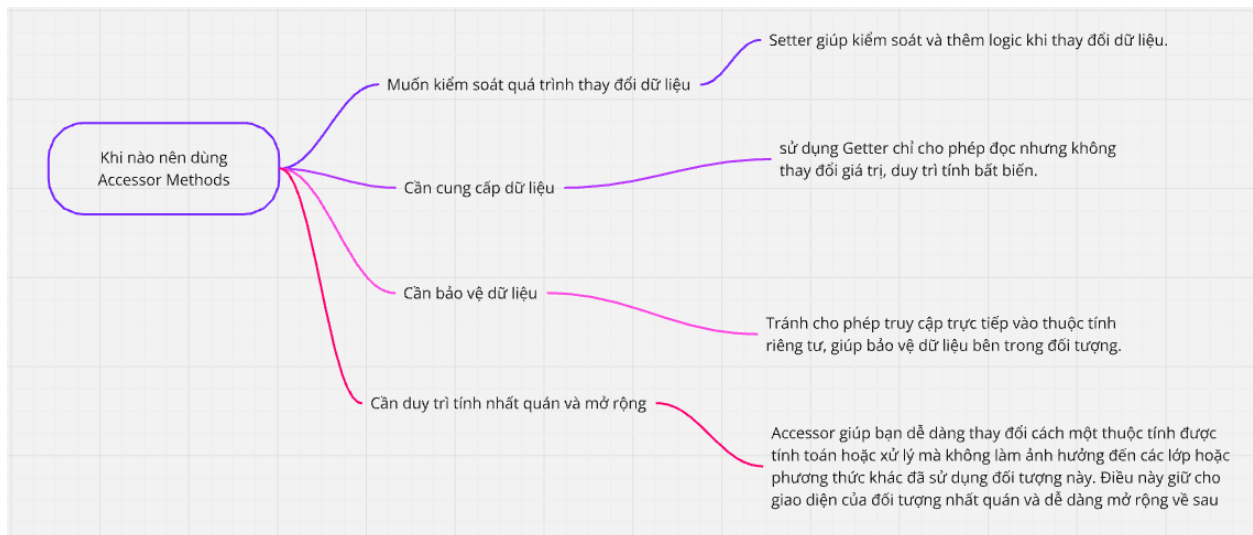 Khi nào nên dùng
Accessor Methods
Muốn kiểm soát quá trình thay đổi dữ liệu
Setter giúp kiểm soát và thêm logic khi thay đổi dữ liệu.
Cần cung cấp dữ liệu
sử dụng Getter chỉ cho phép đọc nhưng không
thay đổi giá trị, duy trì tính bất biến.
Cần bảo vệ dữ liệu
Tránh cho phép truy cập trực tiếp vào thuộc tính
riêng tư, giúp bảo vệ dữ liệu bên trong đối tượng.
Cần duy trì tính nhất quán và mở rộng
Accessor giúp bạn dễ dàng thay đổi cách một thuộc tính được
tính toán hoặc xử lý mà không làm ảnh hưởng đến các lớp hoặc
phương thức khác đã sử dụng đối tượng này. Điều này giữ cho
giao diện của đối tượng nhất quán và dễ dàng mở rộng về sau